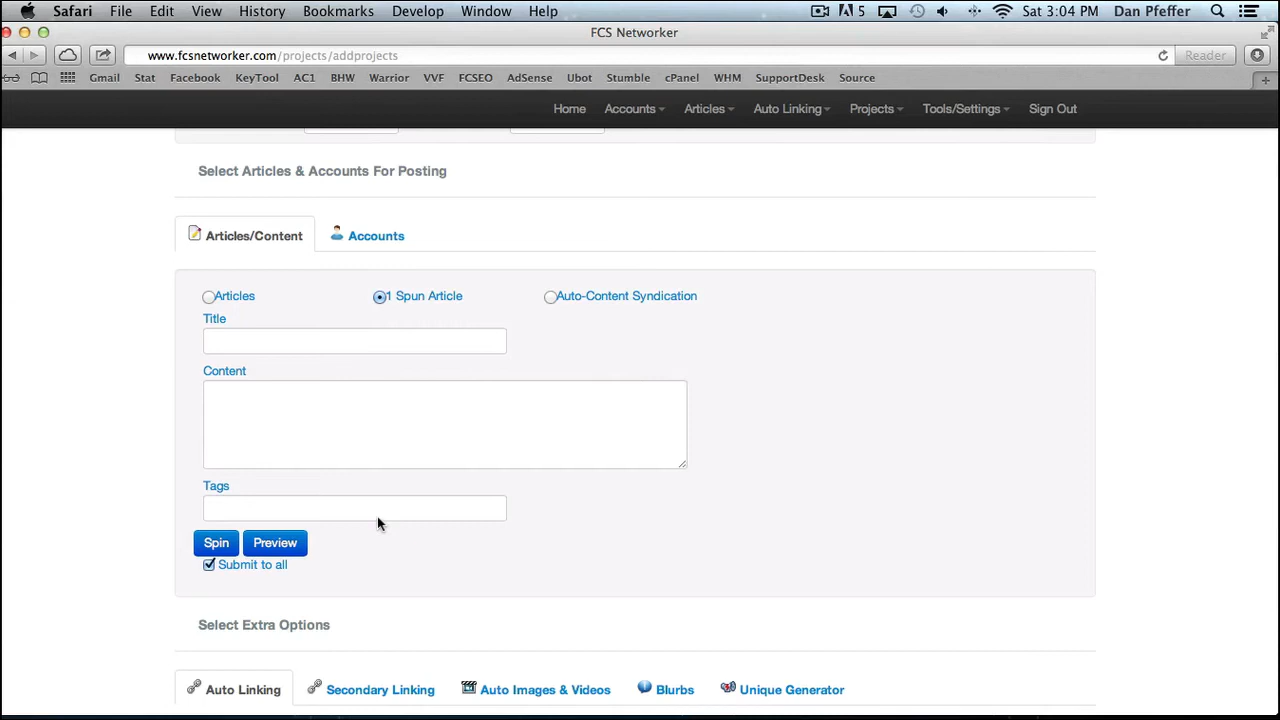 Safari File Edit View History Bookmarks Develop Window Help 5 Sat 3:04 PM Dan Pfeffer
FCS Networker
www.fcsnetworker.com/projects/addprojects Reader
Gmail Stat Facebook KeyTool AC1 BHW Warrior VVF FCSEO AdSense Ubot Stumble cPanel WHM SupportDesk Source
Home Accounts Articles Auto Linking Projects Tools/Settings Sign Out
Select Articles & Accounts For Posting
Articles/Content Accounts
Articles 1 Spun Article Auto-Content Syndication
Title
Content
Tags
Spin Preview
Submit to all
Select Extra Options
Auto Linking Secondary Linking Auto Images & Videos Blurbs Unique Generator